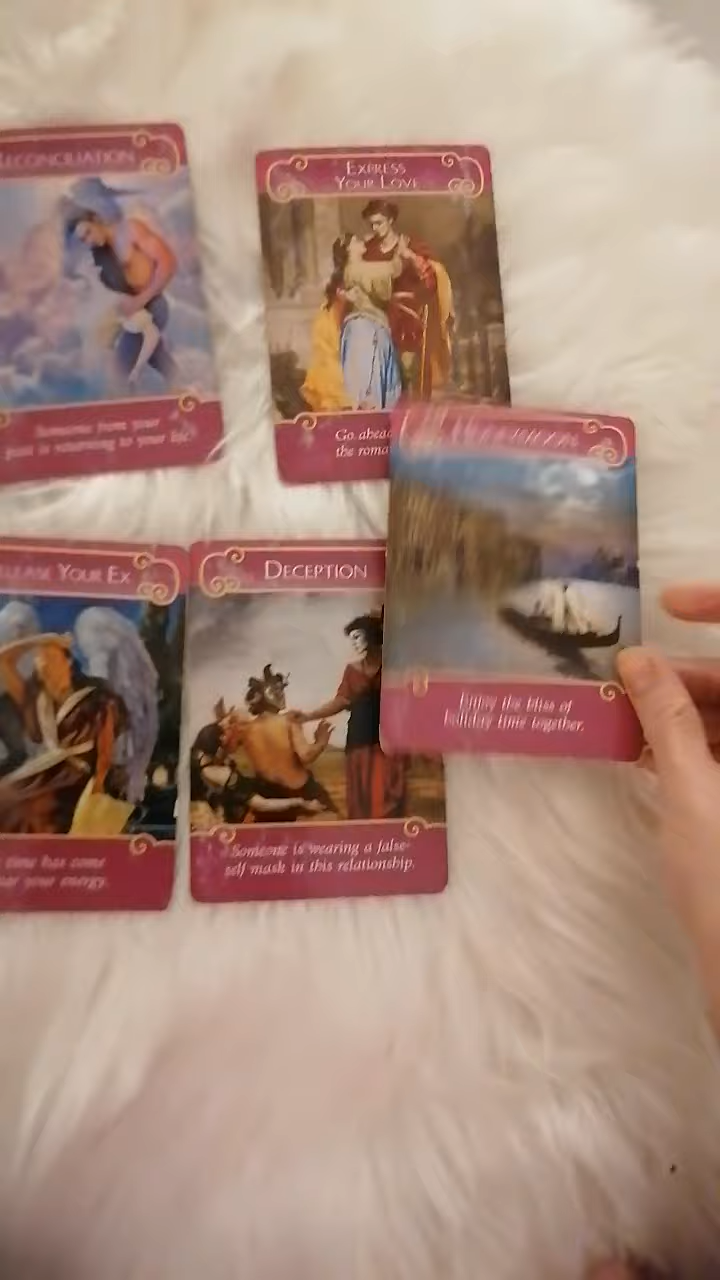 RECONCILIATION
Someone from your
past is returning to your life.
EXPRESS
YOUR LOVE
Go ahead
the roma
HONEYMOON
Enjoy the bliss of
holiday time together.
RELEASE YOUR EX
time has come
ar your energy.
DECEPTION
Someone is wearing a false-
self mask in this relationship.